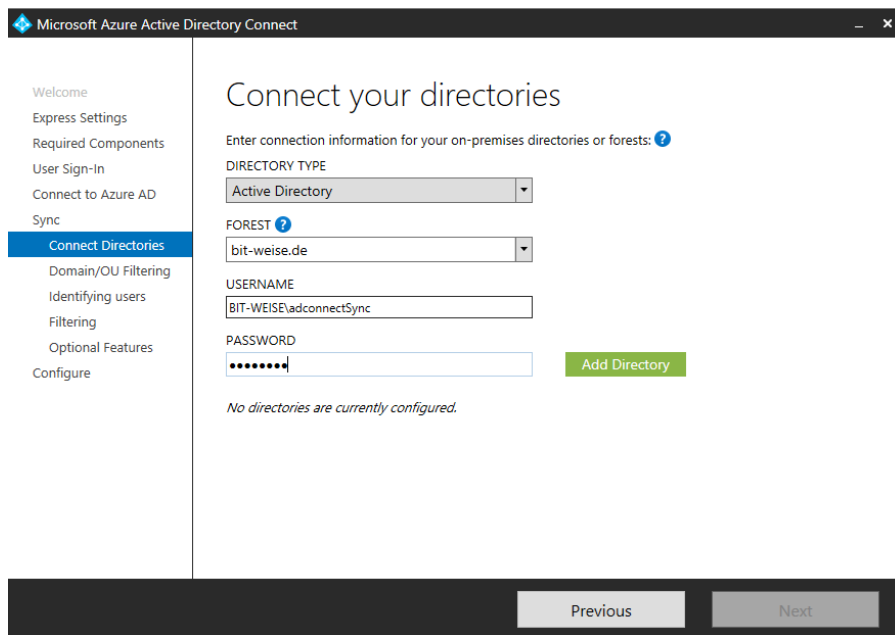 Microsoft Azure Active Directory Connect
Welcome
Express Settings
Required Components
User Sign-In
Connect to Azure AD
Sync
Connect Directories
Domain/OU Filtering
Identifying users
Filtering
Optional Features
Configure
Connect your directories
Enter connection information for your on-premises directories or forests: ?
DIRECTORY TYPE
Active Directory
FOREST ?
bit-weise.de
USERNAME
BIT-WEISE\adconnectSync
PASSWORD
●●●●●●●●
Add Directory
No directories are currently configured.
Previous
Next